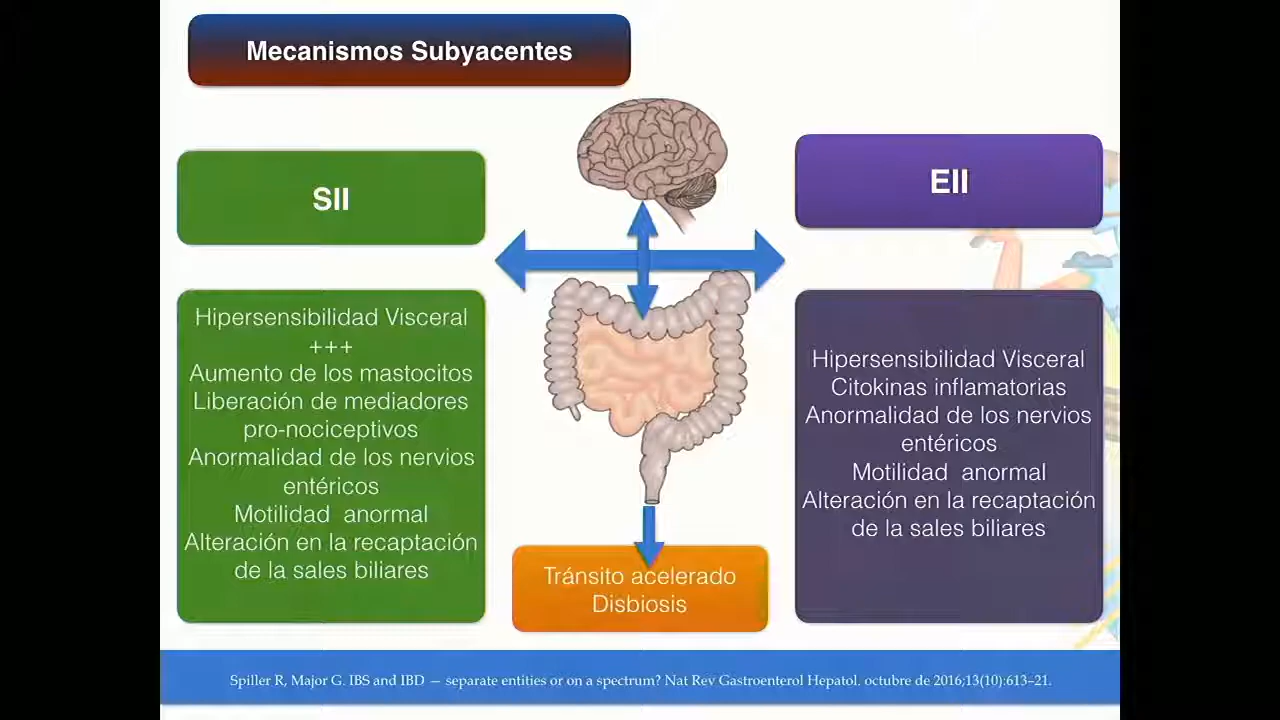 Mecanismos Subyacentes
SII
Hipersensibilidad Visceral
+++
Aumento de los mastocitos
Liberación de mediadores
pro-nociceptivos
Anormalidad de los nervios
entéricos
Motilidad  anormal
Alteración en la recaptación
de la sales biliares
EII
Hipersensibilidad Visceral
Citokinas inflamatorias
Anormalidad de los nervios
entéricos
Motilidad  anormal
Alteración en la recaptación
de la sales biliares
Tránsito acelerado
Disbiosis
Spiller R, Major G. IBS and IBD — separate entities or on a spectrum? Nat Rev Gastroenterol Hepatol. octubre de 2016;13(10):613–21.